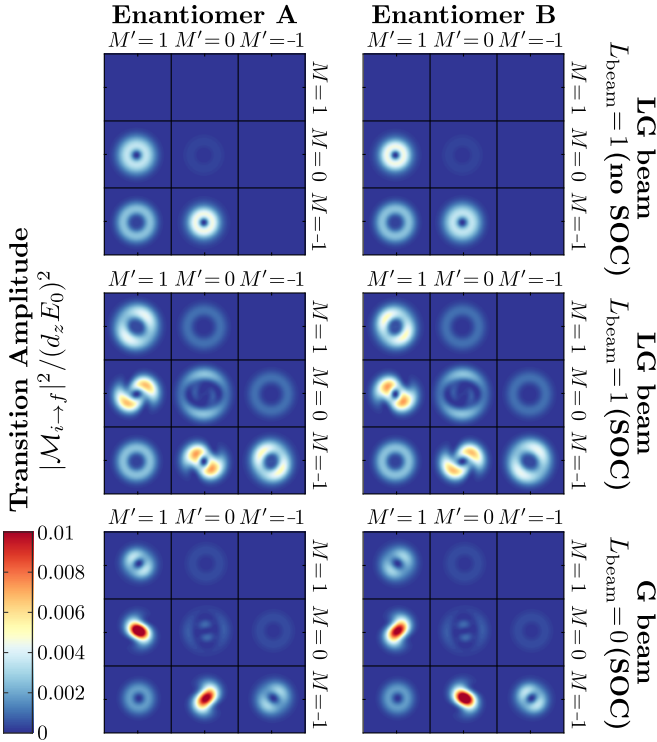 Enantiomer A
Enantiomer B
M′ = 1 M′ = 0 M′ = -1
M′ = 1 M′ = 0 M′ = -1
M = 1
M = 0
M = -1
M = 1
M = 0
M = -1
LG beam
L_beam = 1 (no SOC)
M′ = 1 M′ = 0 M′ = -1
M′ = 1 M′ = 0 M′ = -1
M = 1
M = 0
M = -1
M = 1
M = 0
M = -1
LG beam
L_beam = 1 (SOC)
M′ = 1 M′ = 0 M′ = -1
M′ = 1 M′ = 0 M′ = -1
M = 1
M = 0
M = -1
M = 1
M = 0
M = -1
G beam
L_beam = 0 (SOC)
Transition Amplitude
|ℳ_{i→f}|²/(d_zE_0)²
0.01
0.008
0.006
0.004
0.002
0